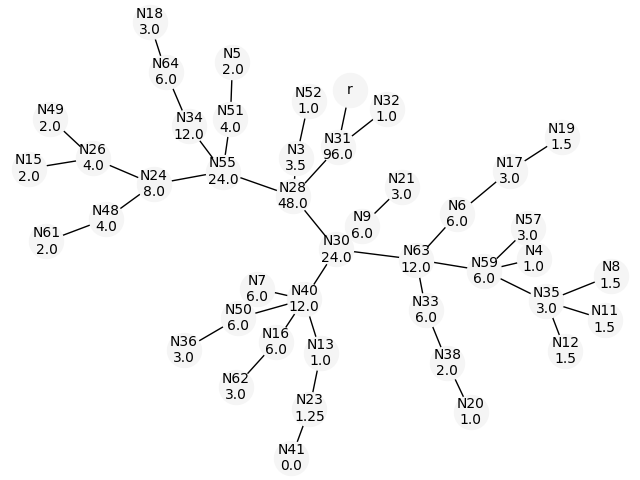 N18
3.0
N64
6.0
N5
2.0
r
N52
1.0
N32
1.0
N49
2.0
N51
4.0
N34
12.0
N19
1.5
N31
96.0
N26
4.0
N3
3.5
N15
2.0
N55
24.0
N17
3.0
N24
8.0
N21
3.0
N28
48.0
N48
4.0
N6
6.0
N9
6.0
N57
3.0
N61
2.0
N30
24.0
N63
12.0
N4
1.0
N59
6.0
N8
1.5
N7
6.0
N40
12.0
N35
3.0
N33
6.0
N50
6.0
N11
1.5
N16
6.0
N36
3.0
N13
1.0
N12
1.5
N38
2.0
N62
3.0
N23
1.25
N20
1.0
N41
0.0